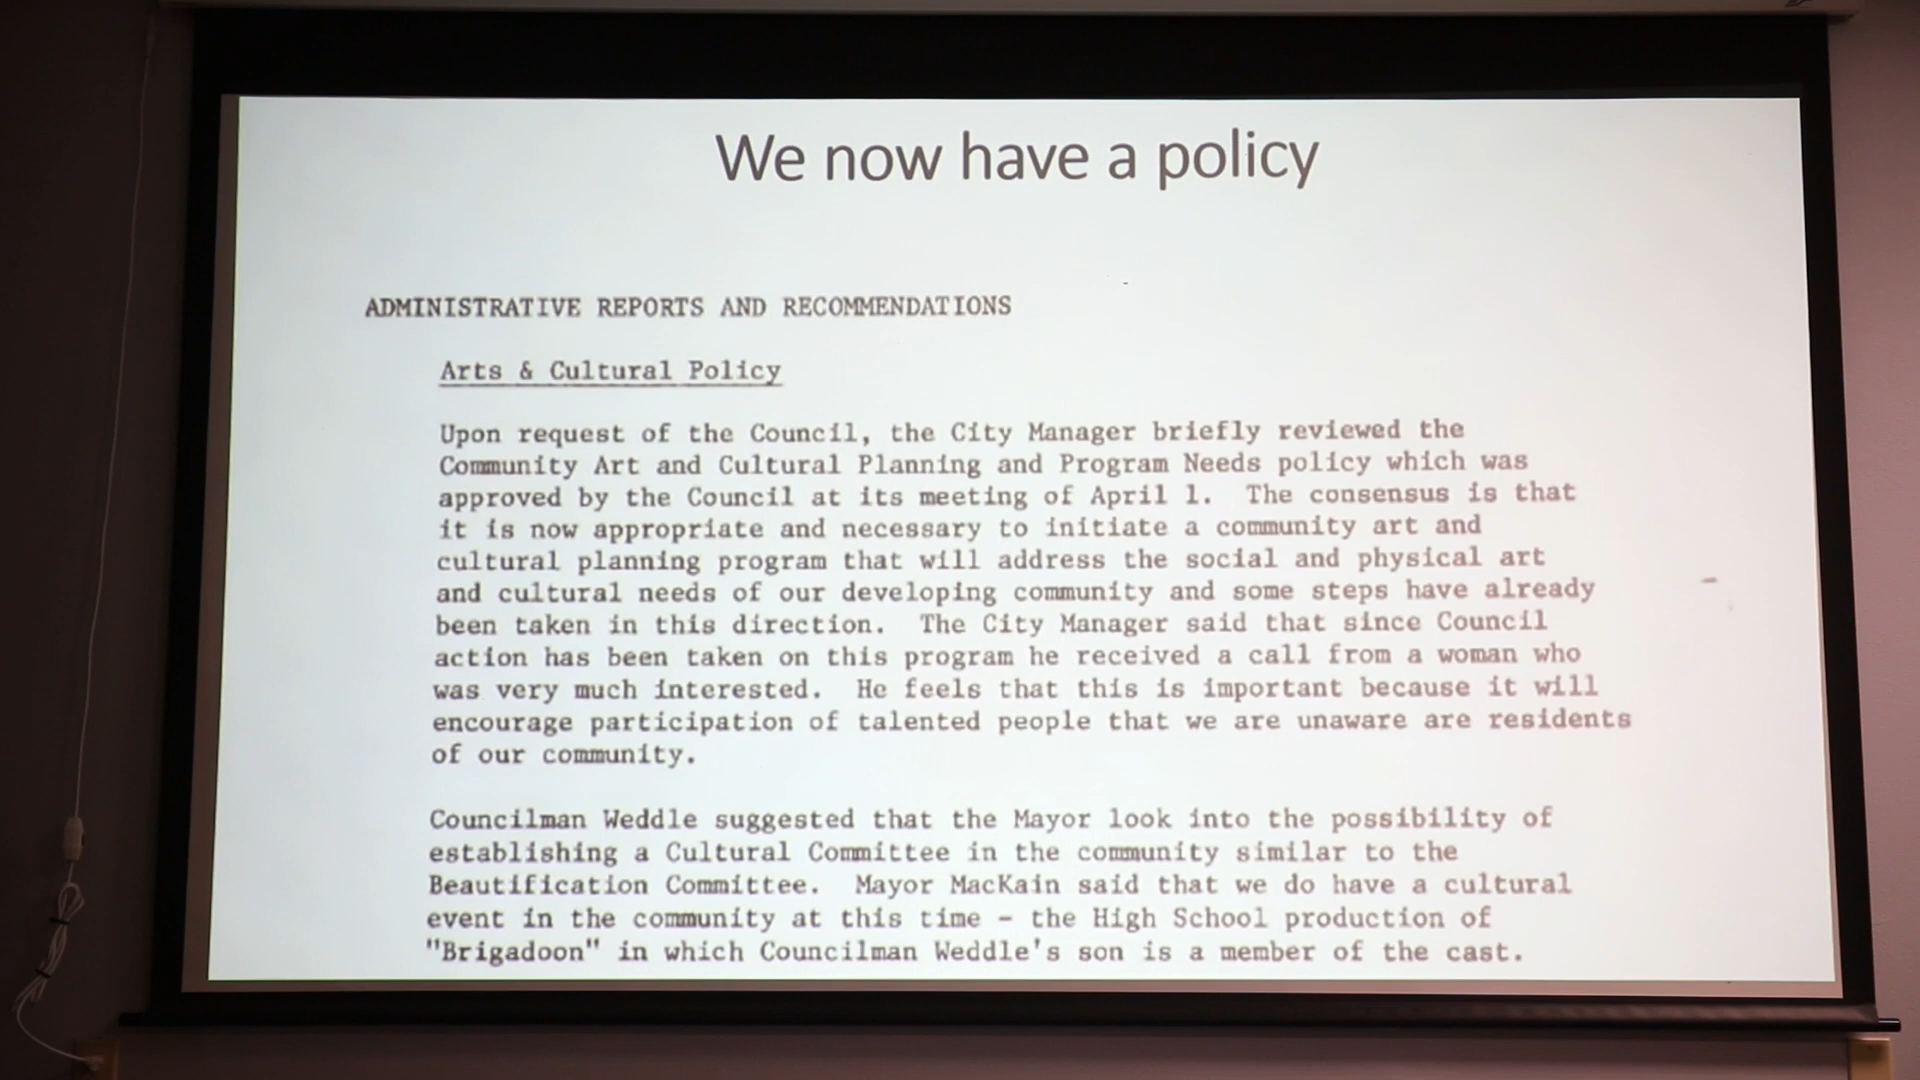 We now have a policy
ADMINISTRATIVE REPORTS AND RECOMMENDATIONS
Arts & Cultural Policy
Upon request of the Council, the City Manager briefly reviewed the
Community Art and Cultural Planning and Program Needs policy which was
approved by the Council at its meeting of April 1. The consensus is that
it is now appropriate and necessary to initiate a community art and
cultural planning program that will address the social and physical art
and cultural needs of our developing community and some steps have already
been taken in this direction. The City Manager said that since Council
action has been taken on this program he received a call from a woman who
was very much interested. He feels that this is important because it will
encourage participation of talented people that we are unaware are residents
of our community.
Councilman Weddle suggested that the Mayor look into the possibility of
establishing a Cultural Committee in the community similar to the
Beautification Committee. Mayor MacKain said that we do have a cultural
event in the community at this time - the High School production of
"Brigadoon" in which Councilman Weddle's son is a member of the cast.